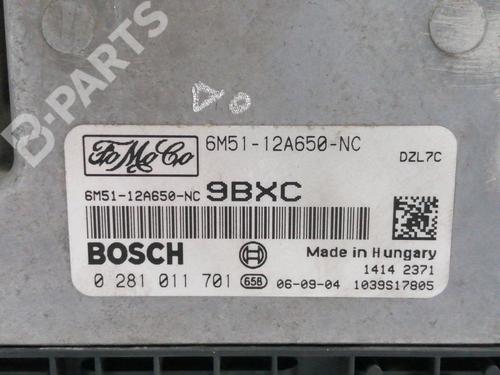 B-PARTS
FoMoCo
6M51-12A650-NC
DZL7C
6M51-12A650-NC 9BXC
BOSCH
Made in Hungary
1414 2371
0 281 011 701 65B 06-09-04 1039S17805